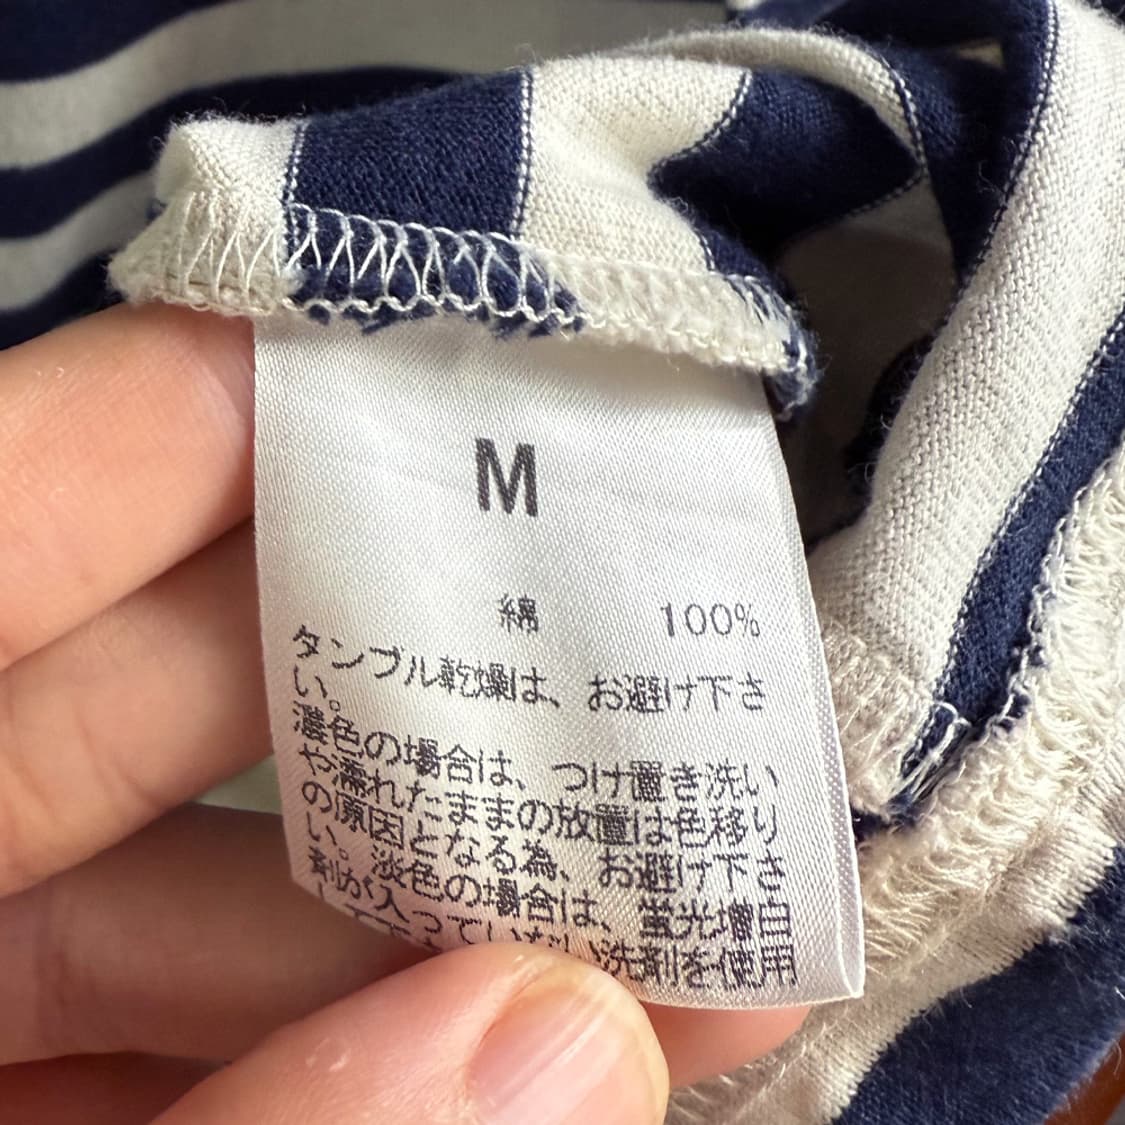 M
綿 100%
タンブル乾燥は、お避け下さ
い。
濃色の場合は、つけ置き洗い
や濡れたままの放置は色移り
の原因となる為、お避け下さ
い。淡色の場合は、蛍光増白
剤が入っていない洗剤を使用